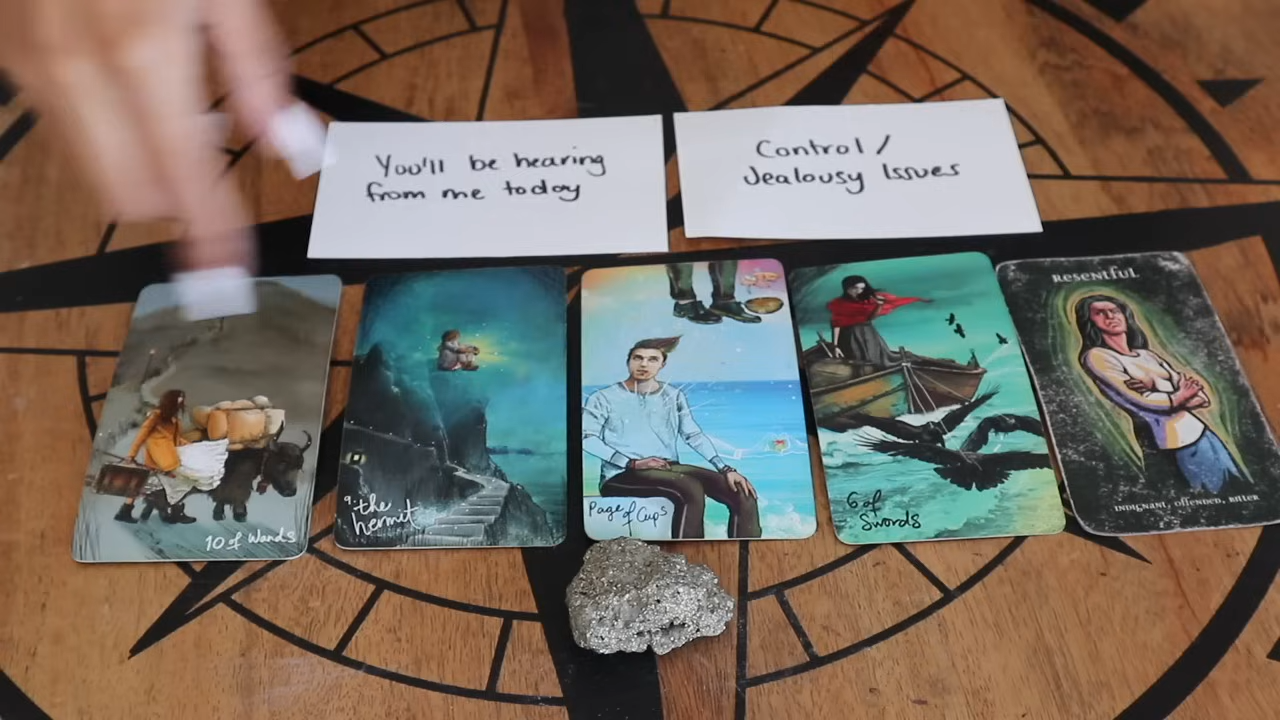 You'll be hearing
from me today
Control /
Jealousy Issues
10 of Wands
9. the
hermit
Page of Cups
6 of
Swords
RESENTFUL
INDIGNANT, OFFENDED, BITTER